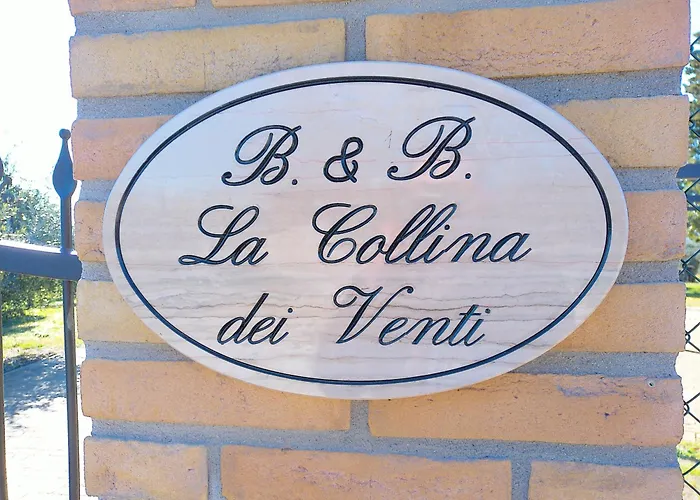 B. & B.
La Collina
dei Venti